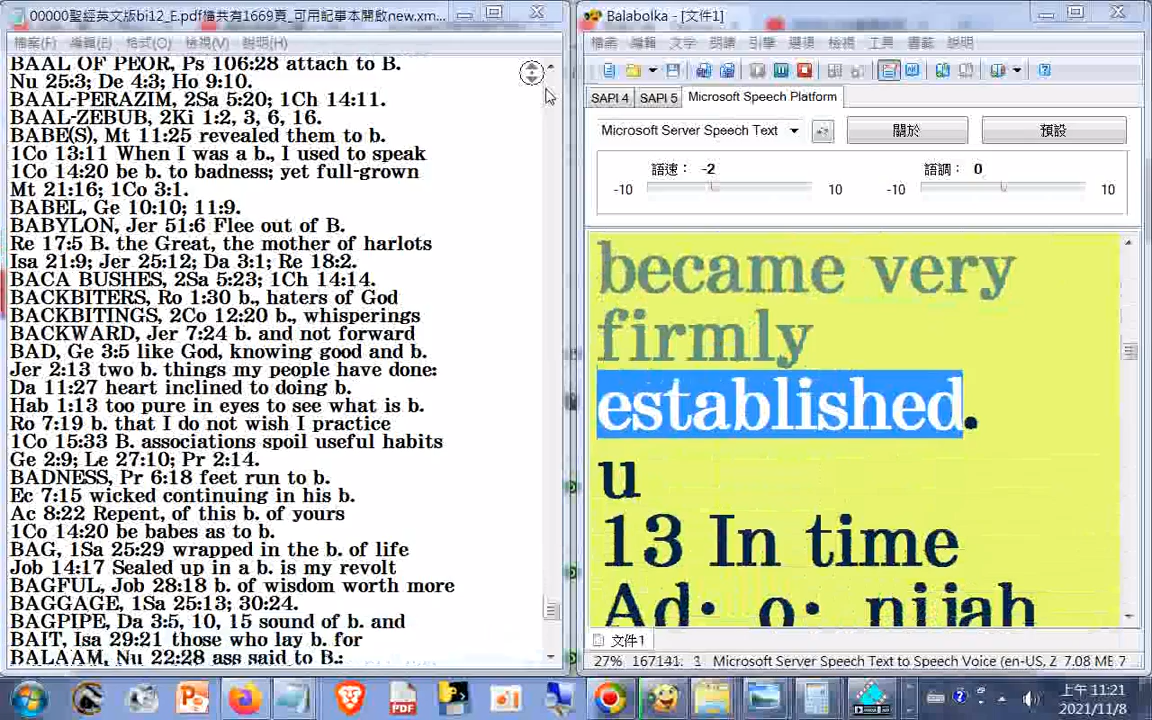 00000聖經英文版bi12_E.pdf檔共有1669頁_可用記事本開啟new.xm...
檔案(F) 編輯(E) 格式(O) 檢視(V) 說明(H)
BAAL OF PEOR, Ps 106:28 attach to B.
Nu 25:3; De 4:3; Ho 9:10.
BAAL-PERAZIM, 2Sa 5:20; 1Ch 14:11.
BAAL-ZEBUB, 2Ki 1:2, 3, 6, 16.
BABE(S), Mt 11:25 revealed them to b.
1Co 13:11 When I was a b., I used to speak
1Co 14:20 be b. to badness; yet full-grown
Mt 21:16; 1Co 3:1.
BABEL, Ge 10:10; 11:9.
BABYLON, Jer 51:6 Flee out of B.
Re 17:5 B. the Great, the mother of harlots
Isa 21:9; Jer 25:12; Da 3:1; Re 18:2.
BACA BUSHES, 2Sa 5:23; 1Ch 14:14.
BACKBITERS, Ro 1:30 b., haters of God
BACKBITINGS, 2Co 12:20 b., whisperings
BACKWARD, Jer 7:24 b. and not forward
BAD, Ge 3:5 like God, knowing good and b.
Jer 2:13 two b. things my people have done:
Da 11:27 heart inclined to doing b.
Hab 1:13 too pure in eyes to see what is b.
Ro 7:19 b. that I do not wish I practice
1Co 15:33 B. associations spoil useful habits
Ge 2:9; Le 27:10; Pr 2:14.
BADNESS, Pr 6:18 feet run to b.
Ec 7:15 wicked continuing in his b.
Ac 8:22 Repent, of this b. of yours
1Co 14:20 be babes as to b.
BAG, 1Sa 25:29 wrapped in the b. of life
Job 14:17 Sealed up in a b. is my revolt
BAGFUL, Job 28:18 b. of wisdom worth more
BAGGAGE, 1Sa 25:13; 30:24.
BAGPIPE, Da 3:5, 10, 15 sound of b. and
BAIT, Isa 29:21 those who lay b. for
BALAAM, Nu 22:28 ass said to B.:
Balabolka - [文件1]
檔案 編輯 文字 朗讀 引擎 選項 檢視 工具 書籤 說明
SAPI 4 SAPI 5 Microsoft Speech Platform
Microsoft Server Speech Text 關於 預設
語速： -2 語調： 0
-10 10 -10 10
became very
firmly
established.
u
13 In time
Ad· o· nijah
文件1
27% 167141: 1 Microsoft Server Speech Text to Speech Voice (en-US, Z 7.08 ME 7
PDF
上午 11:21
2021/11/8